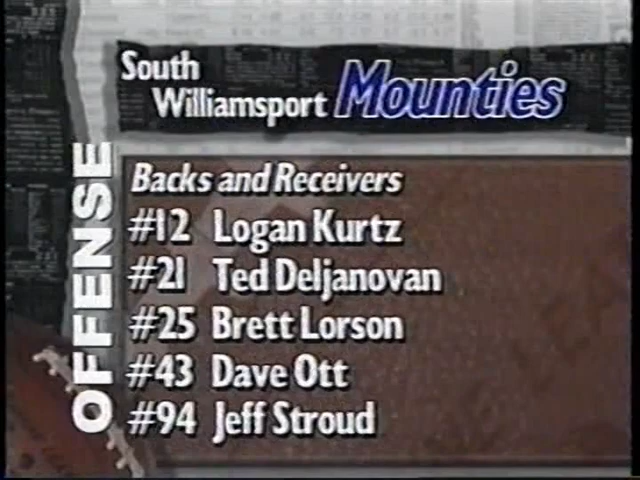 South
Williamsport Mounties
OFFENSE
Backs and Receivers
#12 Logan Kurtz
#21 Ted Deljanovan
#25 Brett Lorson
#43 Dave Ott
#94 Jeff Stroud